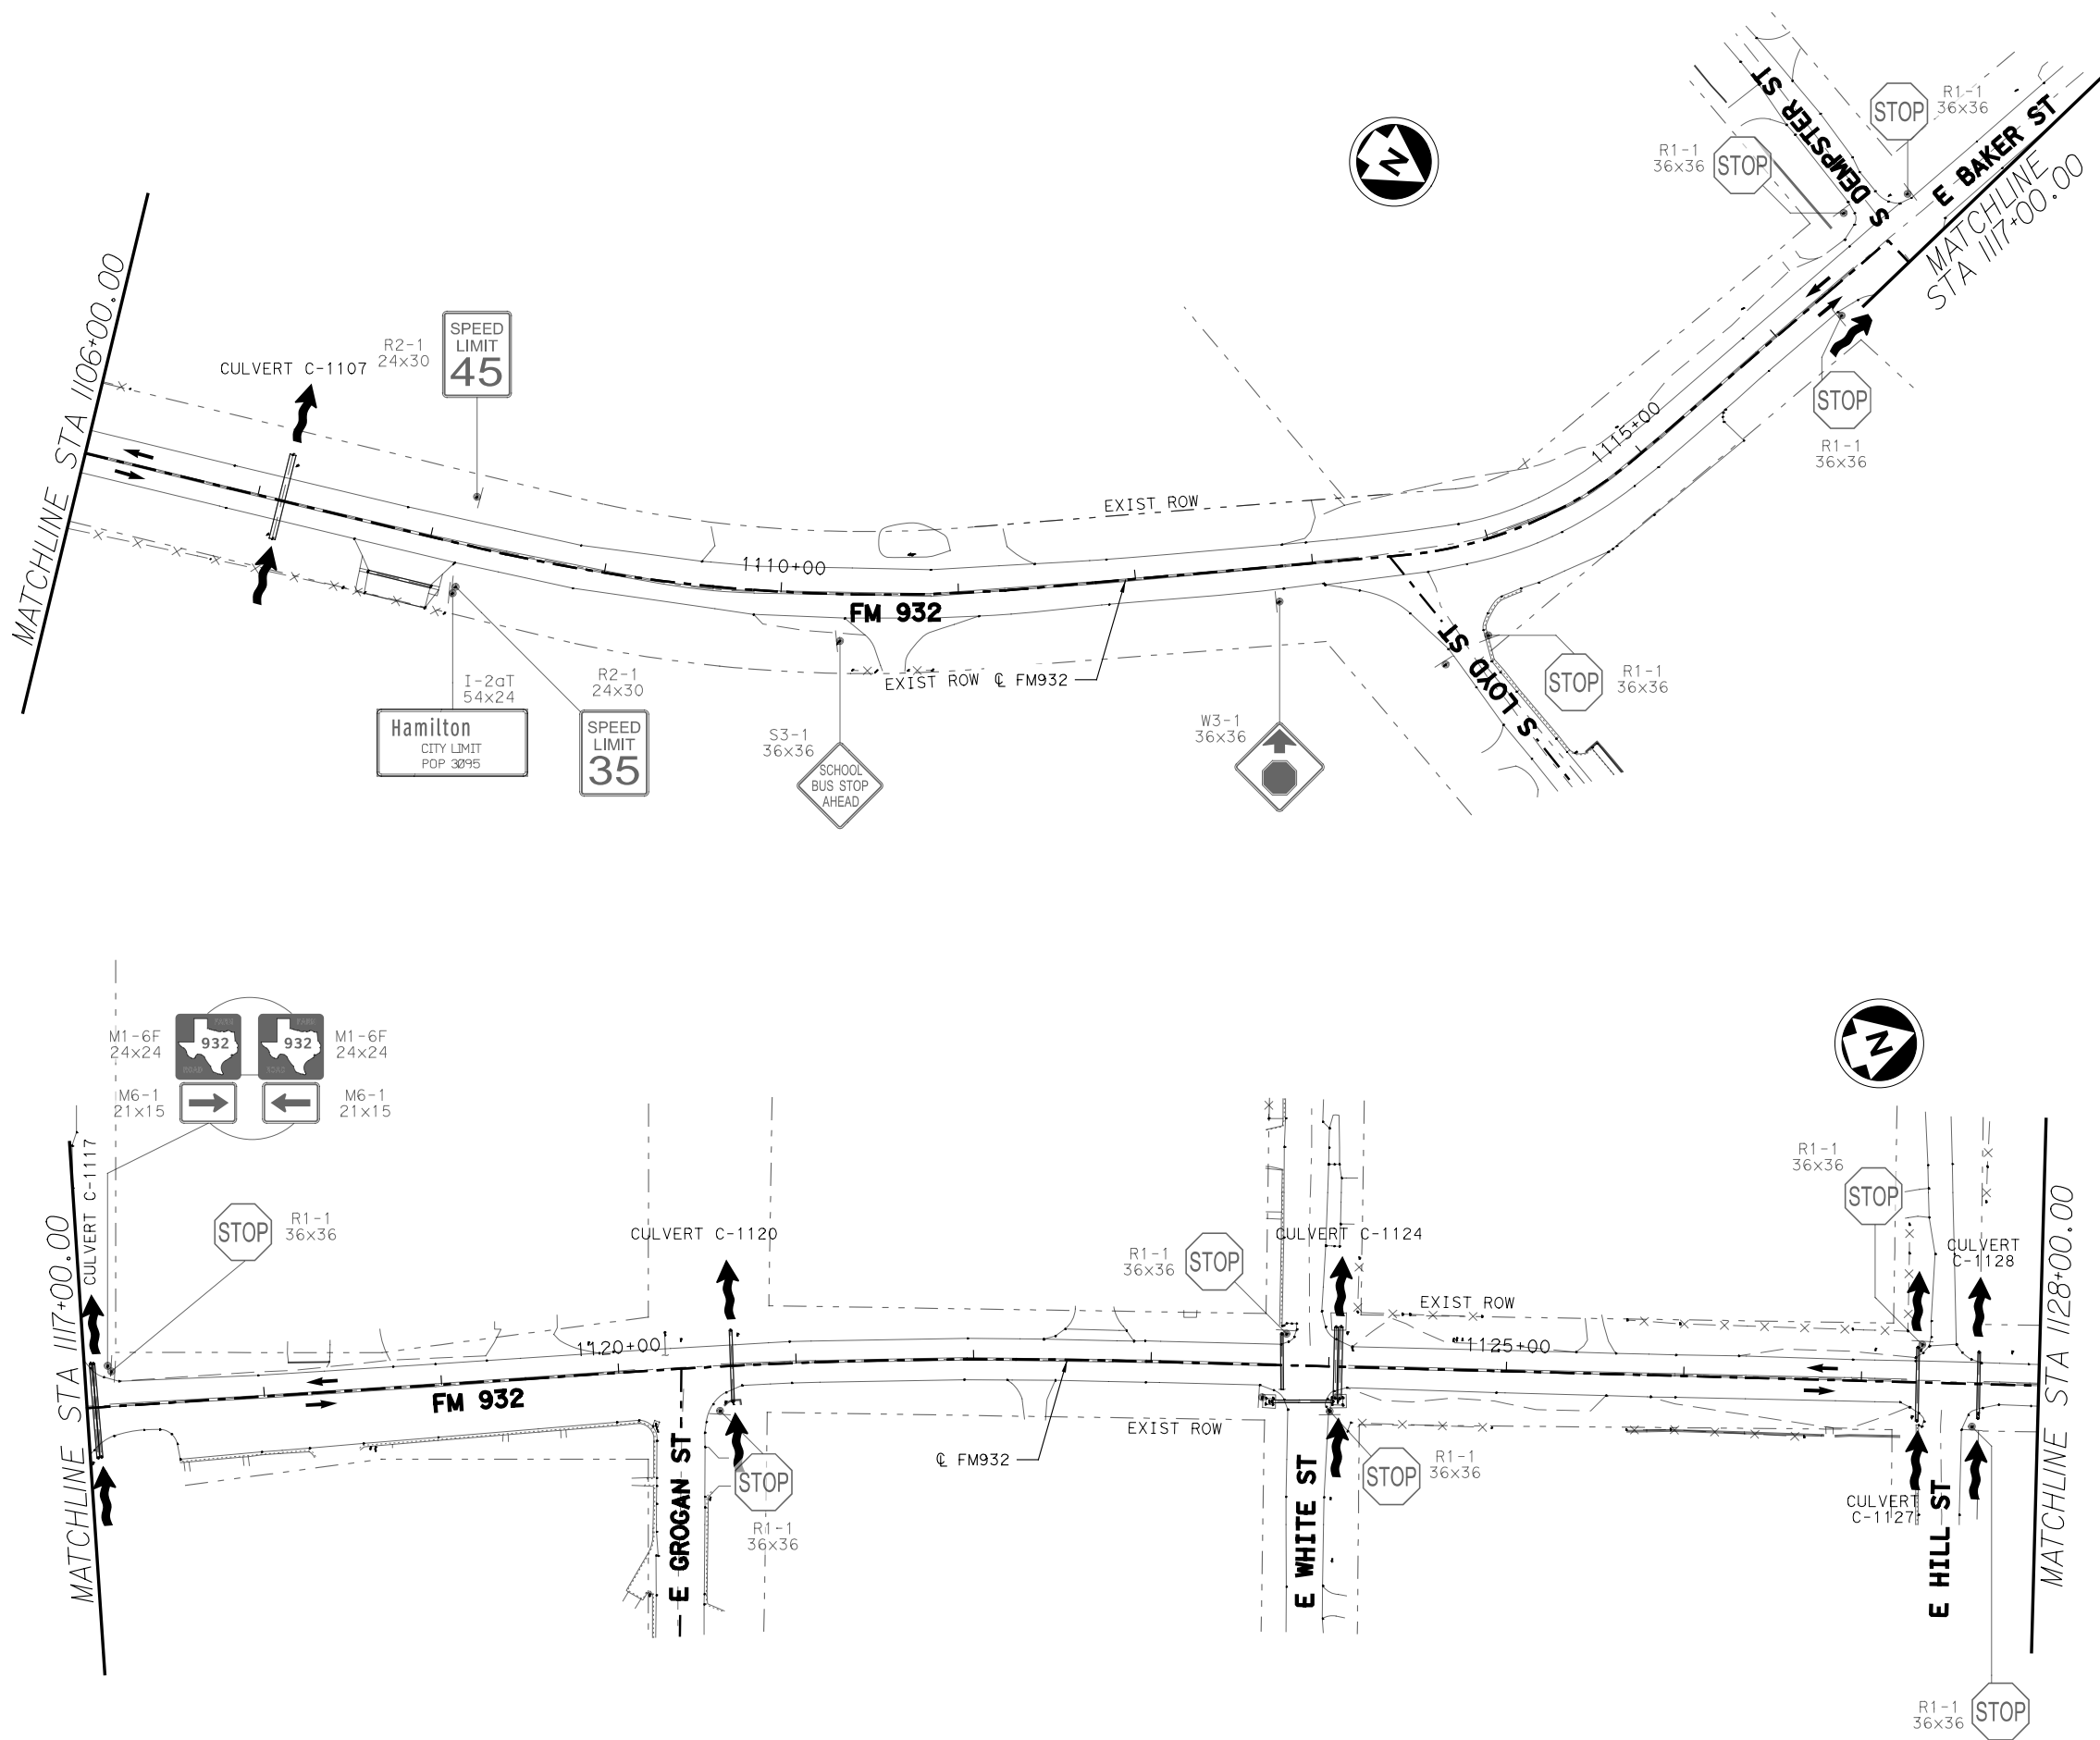 S DEMPSTER ST
STOP
R1-1
36x36
R1-1
36x36
STOP
E BAKER ST
MATCHLINE
STA 1117+00.00
N
MATCHLINE STA 1106+00.00
CULVERT C-1107
R2-1
24x30
SPEED
LIMIT
45
1115+00
STOP
R1-1
36x36
EXIST ROW
1110+00
FM 932
EXIST ROW
℄ FM932
S. LOYD ST.
STOP
R1-1
36x36
I-2aT
54x24
Hamilton
CITY LIMIT
POP 3095
R2-1
24x30
SPEED
LIMIT
35
S3-1
36x36
SCHOOL
BUS STOP
AHEAD
W3-1
36x36
M1-6F
24x24
932
932
M1-6F
24x24
M6-1
21x15
M6-1
21x15
N
MATCHLINE STA 1117+00.00
CULVERT C-1117
STOP
R1-1
36x36
CULVERT C-1120
R1-1
36x36
STOP
CULVERT C-1124
R1-1
36x36
STOP
CULVERT
C-1128
EXIST ROW
1120+00
1125+00
FM 932
EXIST ROW
℄ FM932
E GROGAN ST
STOP
R1-1
36x36
E WHITE ST
STOP
R1-1
36x36
CULVERT
C-1127
E HILL ST
MATCHLINE STA 1128+00.00
R1-1
36x36
STOP